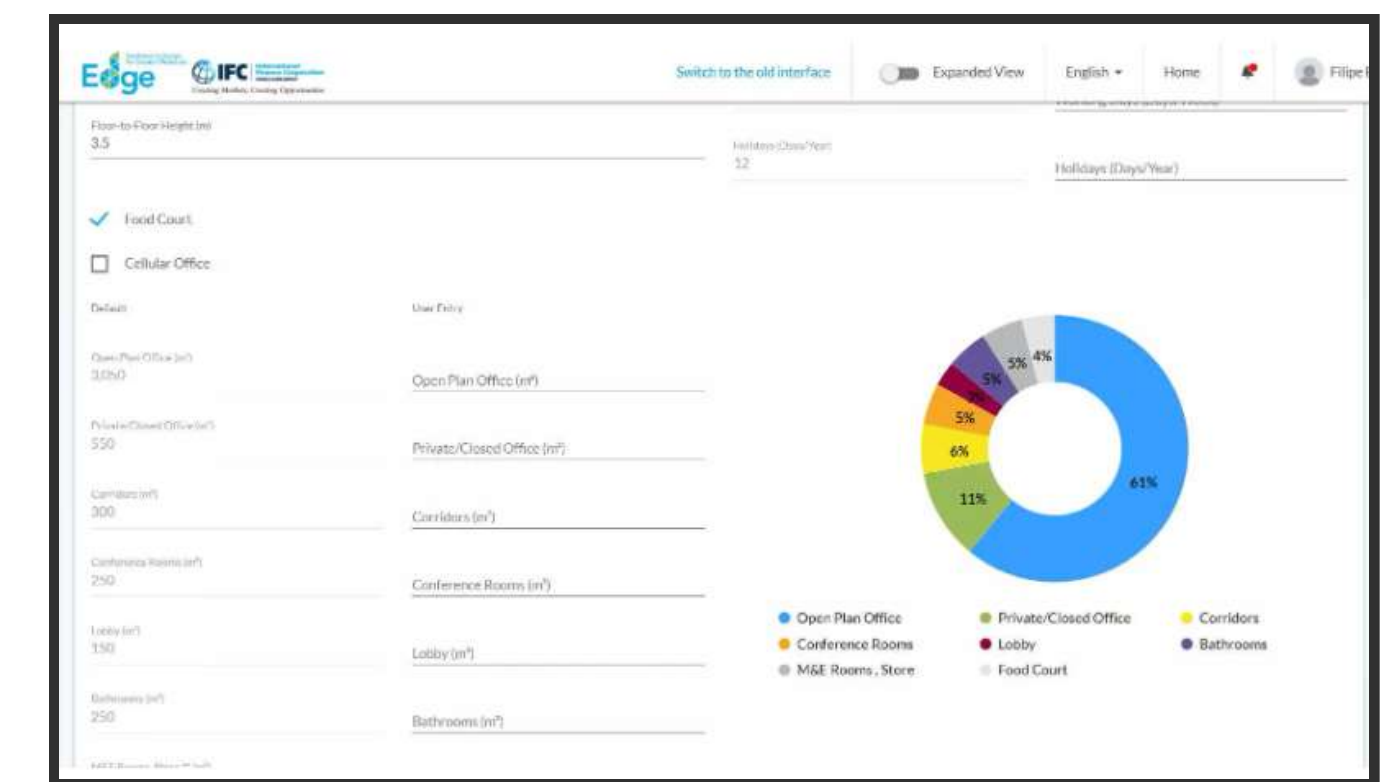 Edge IFC International Finance Corporation
Creating Markets, Creating Opportunities
Switch to the old interface
Expanded View
English
Home
Filipe
Floor-to-Floor Height (m)
3.5
Holidays (Days/Year)
12
Holidays (Days/Year)
Food Court
Cellular Office
Default
User Entry
Open Plan Office (m²)
3,050
Open Plan Office (m²)
Private/Closed Office (m²)
550
Private/Closed Office (m²)
Corridors (m²)
300
Corridors (m²)
Conference Rooms (m²)
250
Conference Rooms (m²)
Lobby (m²)
150
Lobby (m²)
Bathrooms (m²)
250
Bathrooms (m²)
4%
5%
5%
3%
5%
6%
11%
61%
Open Plan Office
Private/Closed Office
Corridors
Conference Rooms
Lobby
Bathrooms
M&E Rooms, Store
Food Court